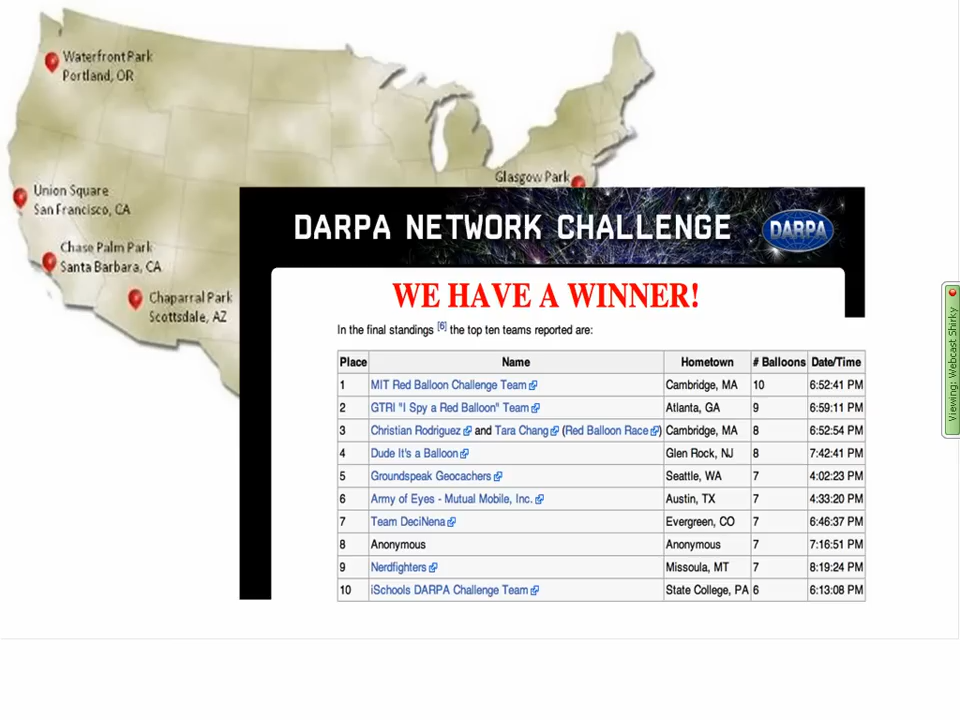 Waterfront Park
Portland, OR
Glasgow Park
Union Square
San Francisco, CA
Chase Palm Park
Santa Barbara, CA
Chaparral Park
Scottsdale, AZ
DARPA NETWORK CHALLENGE
DARPA
WE HAVE A WINNER!
In the final standings [6] the top ten teams reported are:
Place Name Hometown # Balloons Date/Time
1 MIT Red Balloon Challenge Team Cambridge, MA 10 6:52:41 PM
2 GTRI "I Spy a Red Balloon" Team Atlanta, GA 9 6:59:11 PM
3 Christian Rodriguez and Tara Chang (Red Balloon Race) Cambridge, MA 8 6:52:54 PM
4 Dude It's a Balloon Glen Rock, NJ 8 7:42:41 PM
5 Groundspeak Geocachers Seattle, WA 7 4:02:23 PM
6 Army of Eyes - Mutual Mobile, Inc. Austin, TX 7 4:33:20 PM
7 Team DeciNena Evergreen, CO 7 6:46:37 PM
8 Anonymous Anonymous 7 7:16:51 PM
9 Nerdfighters Missoula, MT 7 8:19:24 PM
10 iSchools DARPA Challenge Team State College, PA 6 6:13:08 PM
Viewing: Webcast Shirky